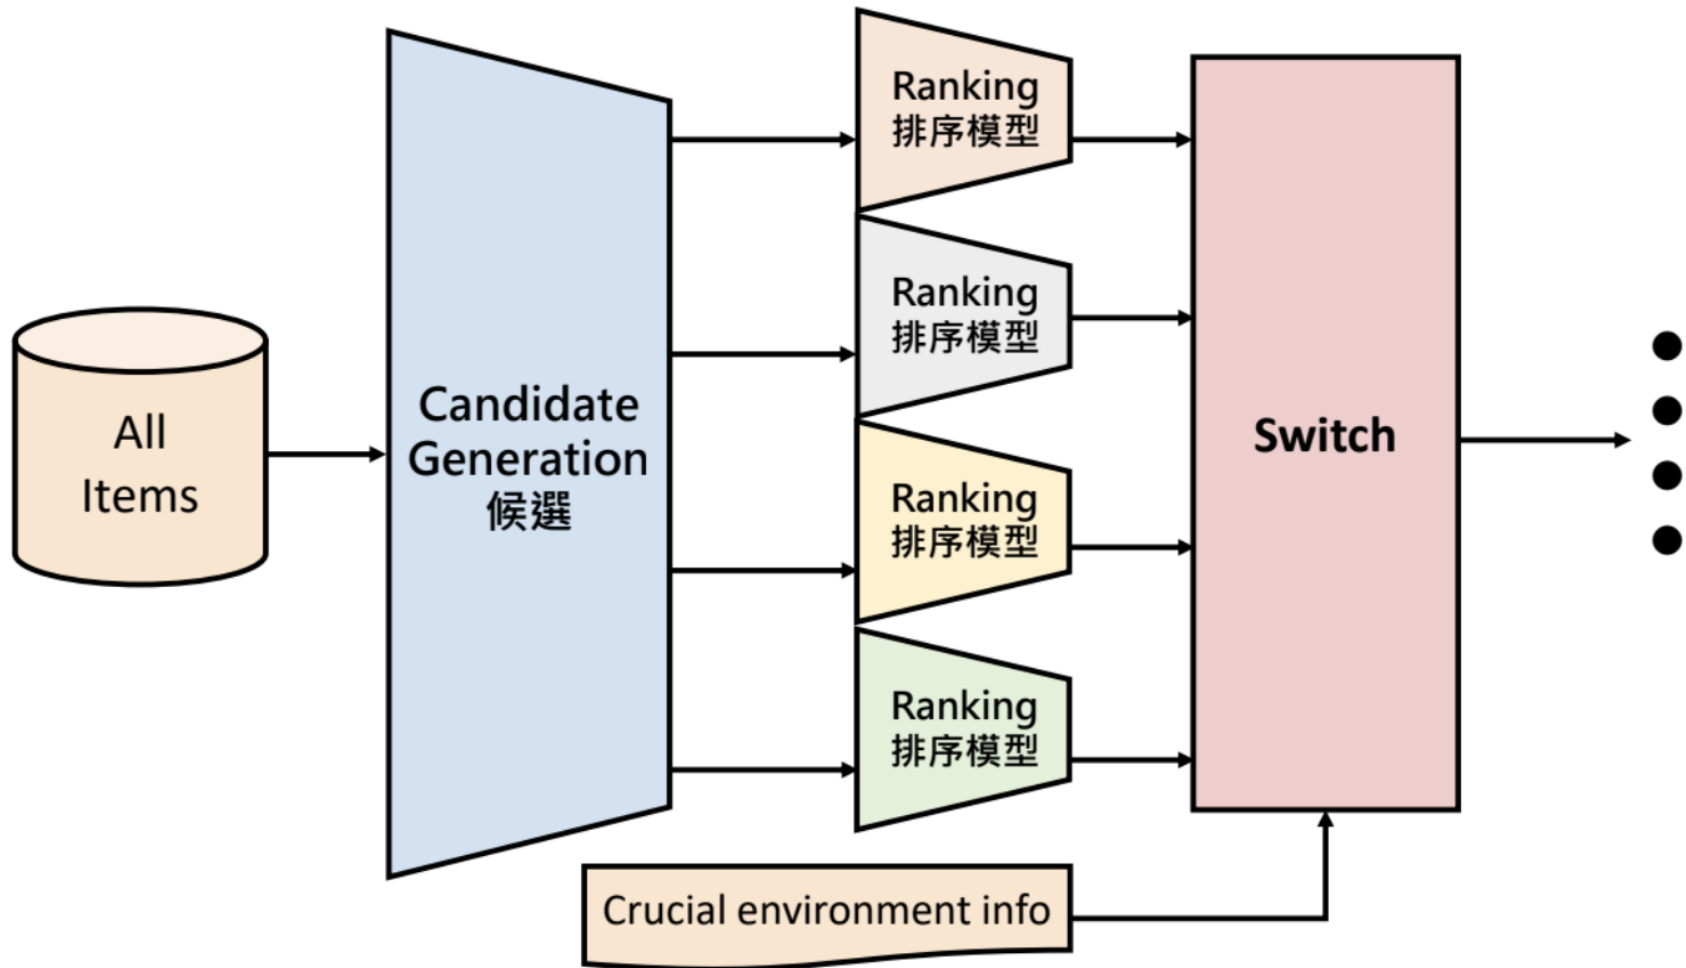 All
Items
Candidate
Generation
候選
Ranking
排序模型
Ranking
排序模型
Ranking
排序模型
Ranking
排序模型
Switch
Crucial environment info